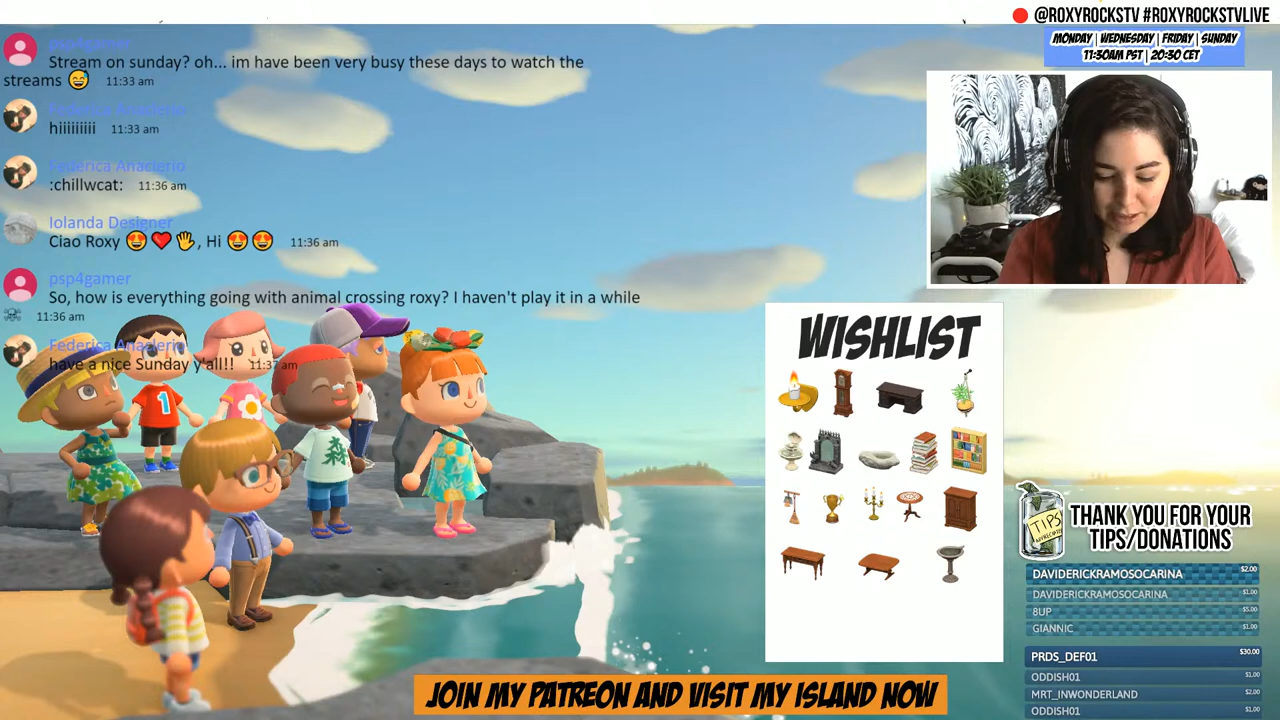 @ROXYROCKSTV #ROXYROCKSTVLIVE
MONDAY | WEDNESDAY | FRIDAY | SUNDAY
11:30AM PST | 20:30 CET
psp4gamer
Stream on sunday? oh... im have been very busy these days to watch the
streams 😅 11:33 am
Federica Anaclerio
hiiiiiiiii 11:33 am
Federica Anaclerio
:chillwcat: 11:36 am
Iolanda Designer
Ciao Roxy 😍❤️👋, Hi 😍😍 11:36 am
psp4gamer
So, how is everything going with animal crossing roxy? I haven't play it in a while
☠ 11:36 am
Federica Anaclerio
have a nice Sunday y'all!! 11:37 am
1
WISHLIST
TIPS
THANK YOU FOR YOUR
TIPS/DONATIONS
DAVIDERICKRAMOSOCARINA $2.00
DAVIDERICKRAMOSOCARINA $1.00
8UP $5.00
GIANNIC $1.00
PRDS_DEF01 $30.00
ODDISH01 $1.00
MRT_INWONDERLAND $2.00
ODDISH01 $1.00
JOIN MY PATREON AND VISIT MY ISLAND NOW